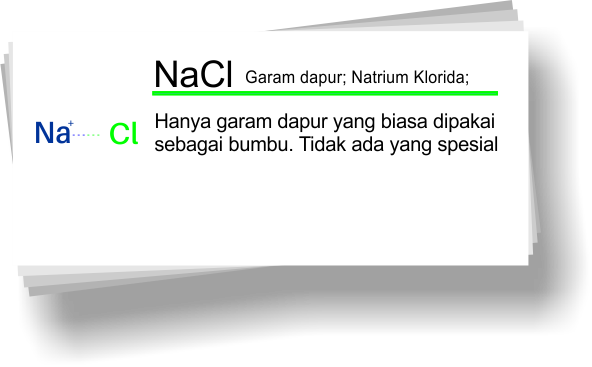 NaCl Garam dapur; Natrium Klorida;
Na+ Cl
Hanya garam dapur yang biasa dipakai
sebagai bumbu. Tidak ada yang spesial